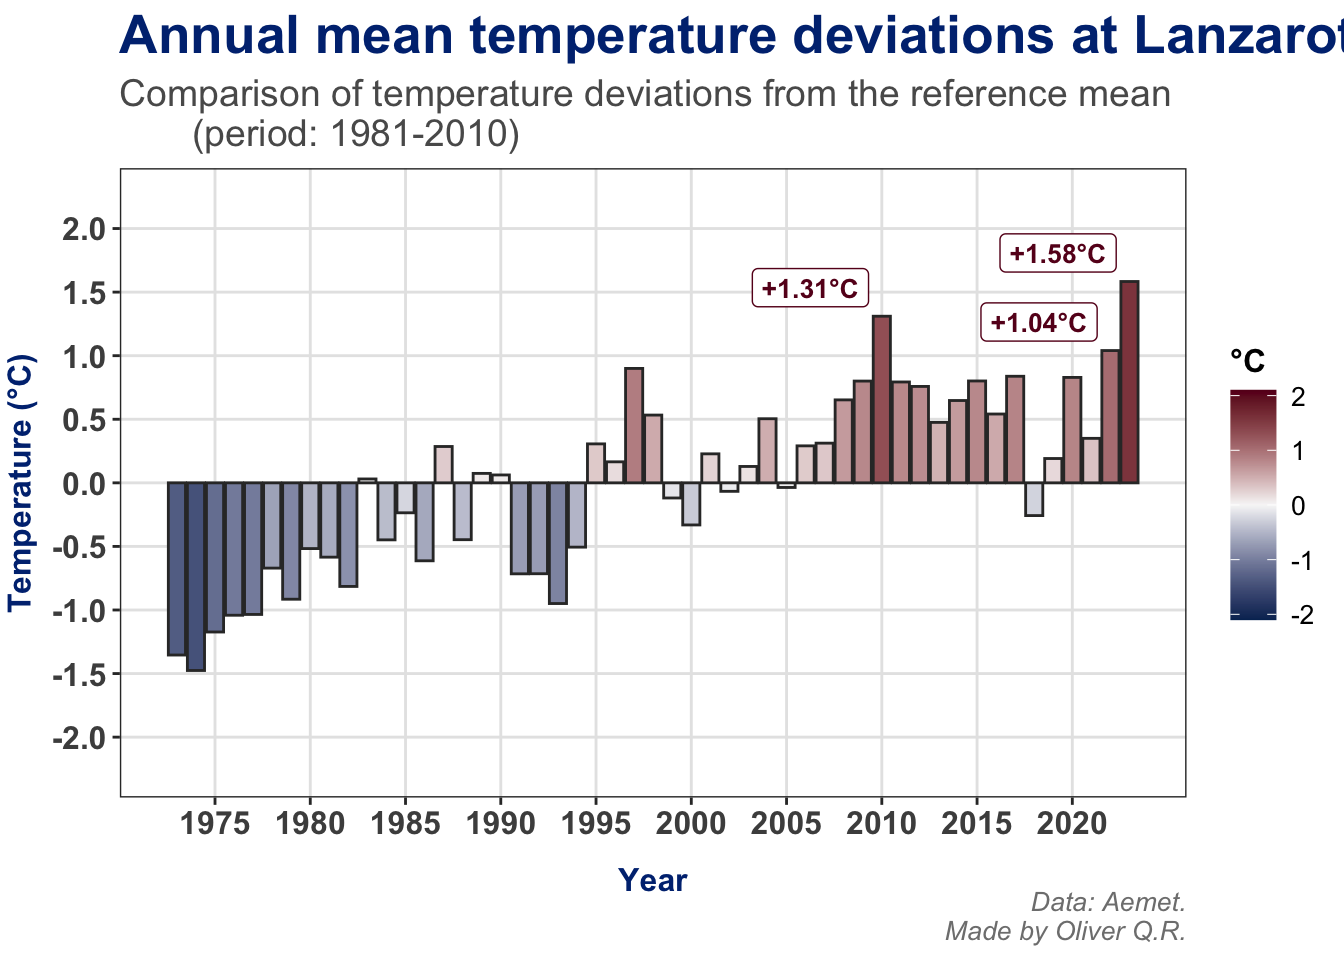 Annual mean temperature deviations at Lanzarot
Comparison of temperature deviations from the reference mean
(period: 1981-2010)
2.0
1.5
1.0
0.5
0.0
-0.5
-1.0
-1.5
-2.0
Temperature (°C)
+1.31°C
+1.58°C
+1.04°C
°C
2
1
0
-1
-2
1975 1980 1985 1990 1995 2000 2005 2010 2015 2020
Year
Data: Aemet.
Made by Oliver Q.R.